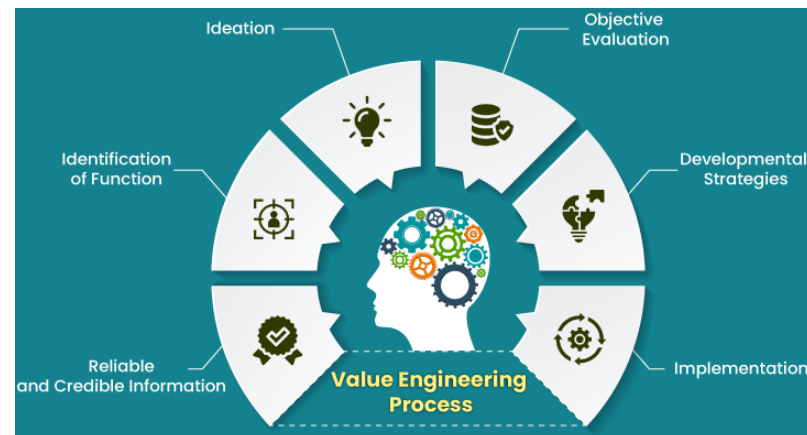 Ideation
Objective
Evaluation
Identification
of Function
Developmental
Strategies
Reliable
and Credible Information
Implementation
Value Engineering
Process